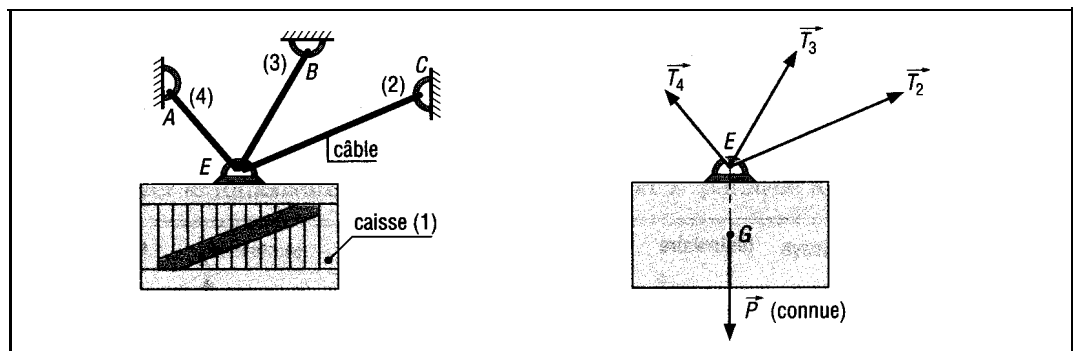 (3)
B
C
(4)
(2)
A
E
câble
caisse (1)
T₃
T₄
T₂
E
G
P (connue)